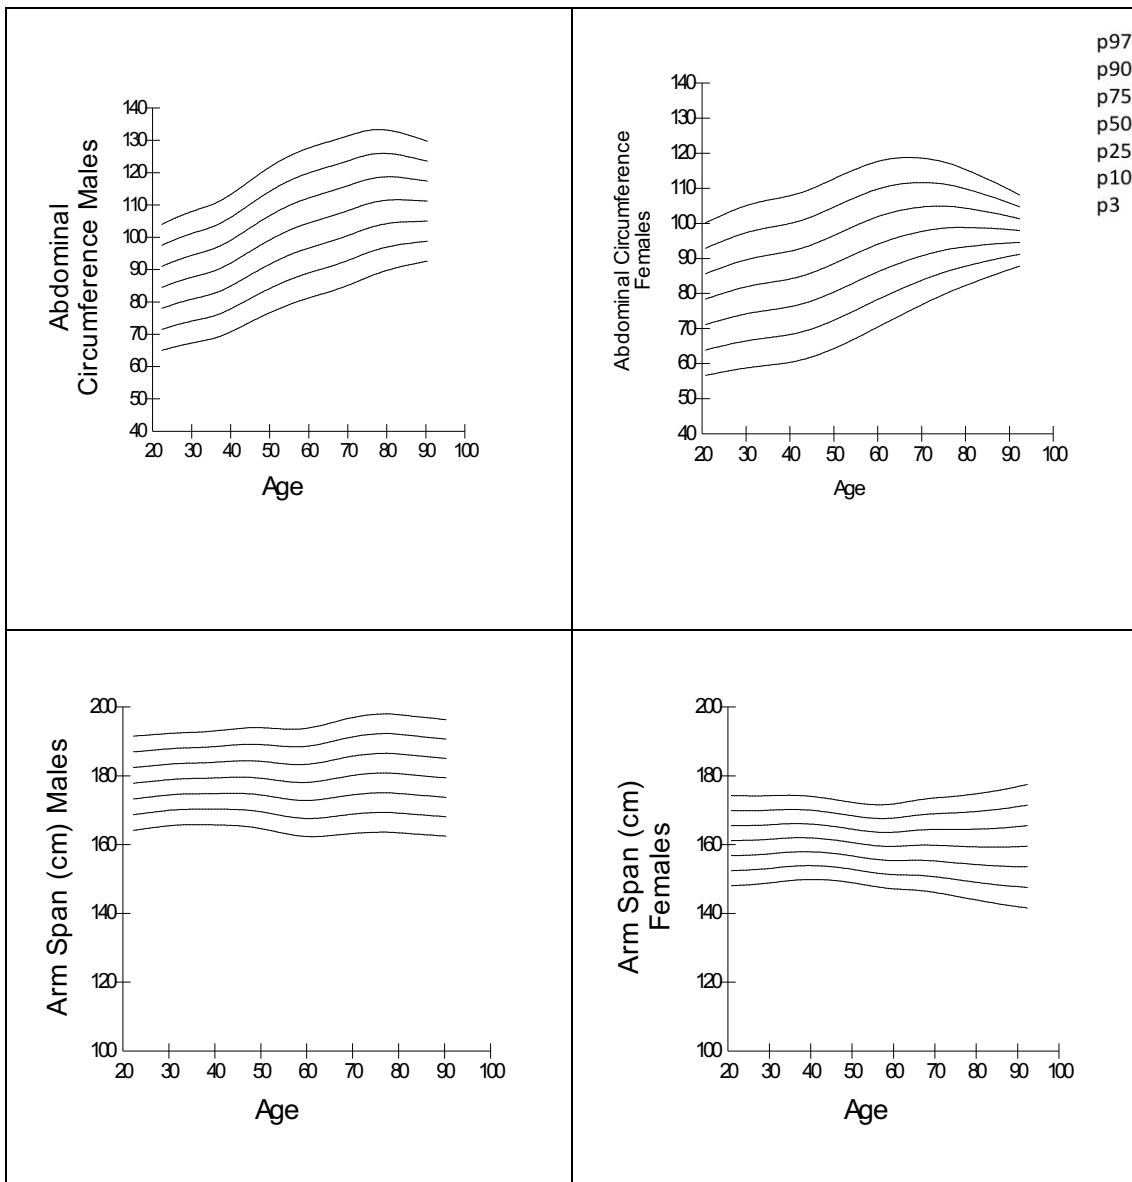 Abdominal
Circumference Males
140
130
120
110
100
90
80
70
60
50
40
20 30 40 50 60 70 80 90 100
Age
Abdominal Circumference
Females
140
130
120
110
100
90
80
70
60
50
40
20 30 40 50 60 70 80 90 100
Age
p97
p90
p75
p50
p25
p10
p3
Arm Span (cm) Males
200
180
160
140
120
100
20 30 40 50 60 70 80 90 100
Age
Arm Span (cm)
Females
200
180
160
140
120
100
20 30 40 50 60 70 80 90 100
Age